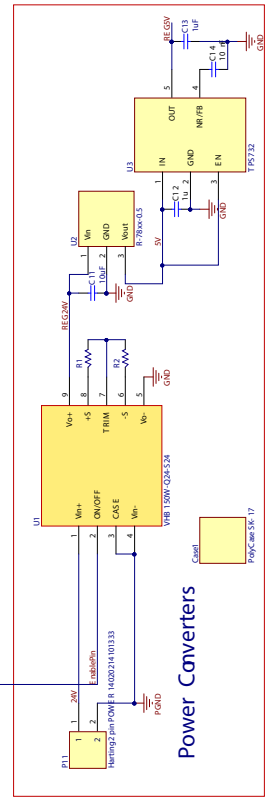 P11
1
2
Harting2 pin POWER 14020214101333
24V
EnablePin
PGND
U1
1
2
3
4
Vin+
ON/OFF
CASE
Vin-
Vo+
+S
TRIM
-S
Vo-
9
8
7
6
5
VHB 150W-Q24-S24
R1
R2
GND
REG24V
C11
10uF
GND
U2
1
2
3
Vin
GND
Vout
R-78xx-0.5
5V
C12
1u
GND
U3
1
2
3
IN
GND
EN
OUT
NR/FB
5
4
TPS732
REG5V
C13
1uF
C14
10 nF
GND
Case1
PolyCase SK-17
Power Converters